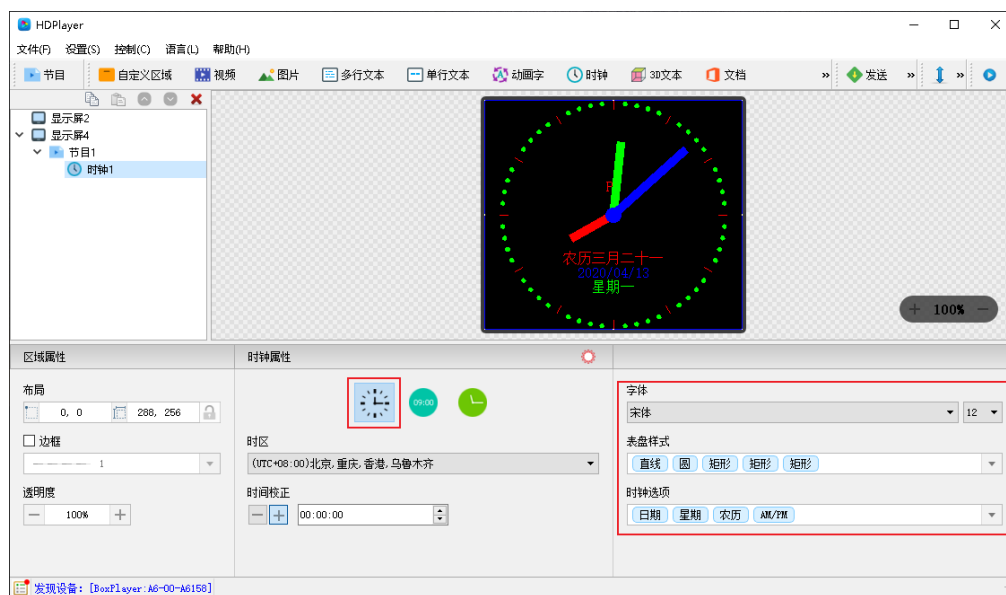 HDPlayer
文件(F) 设置(S) 控制(C) 语言(L) 帮助(H)
节目 自定义区域 视频 图片 多行文本 单行文本 动画字 时钟 3D文本 文档 » 发送 » »
显示屏2
显示屏4
节目1
时钟1
农历三月二十一
2020/04/13
星期一
+ 100% −
区域属性
时钟属性
布局
0, 0 288, 256
边框
1
透明度
− 100% +
09:00
时区
(UTC+08:00)北京,重庆,香港,乌鲁木齐
时间校正
− + 00:00:00
字体
宋体 12
表盘样式
直线 圆 矩形 矩形 矩形
时钟选项
日期 星期 农历 AM/PM
发现设备: [BoxPlayer:A6-00-A6158]